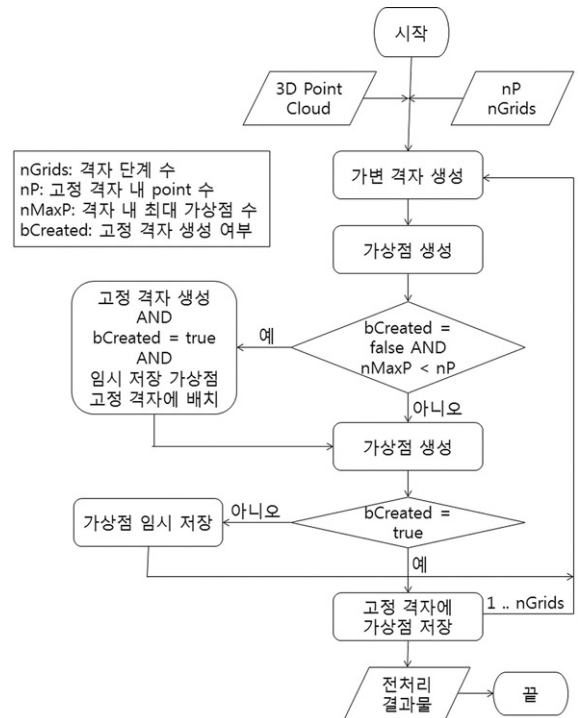 시작
3D Point
Cloud
nP
nGrids
nGrids: 격자 단계 수
nP: 고정 격자 내 point 수
nMaxP: 격자 내 최대 가상점 수
bCreated: 고정 격자 생성 여부
가변 격자 생성
가상점 생성
고정 격자 생성
AND
bCreated = true
AND
임시 저장 가상점
고정 격자에 배치
예
bCreated =
false AND
nMaxP < nP
아니오
가상점 생성
가상점 임시 저장
아니오
bCreated =
true
예
고정 격자에
가상점 저장
1 .. nGrids
전처리
결과물
끝